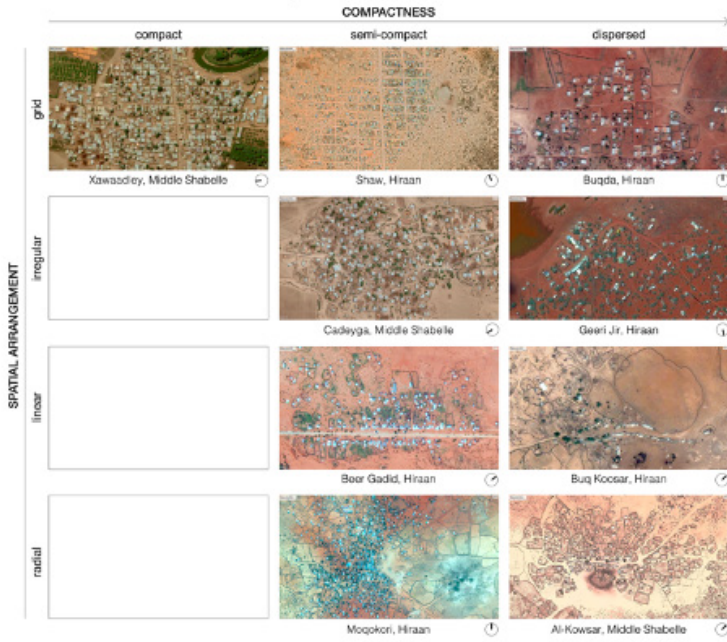 COMPACTNESS
compact semi-compact dispersed
SPATIAL ARRANGEMENT
grid
Xawaadley, Middle Shabelle Shaw, Hiraan Buqda, Hiraan
irregular
Cadeyga, Middle Shabelle Geeri Jir, Hiraan
linear
Beer Gadid, Hiraan Buq Koosar, Hiraan
radial
Moqokori, Hiraan Al-Kowsar, Middle Shabelle